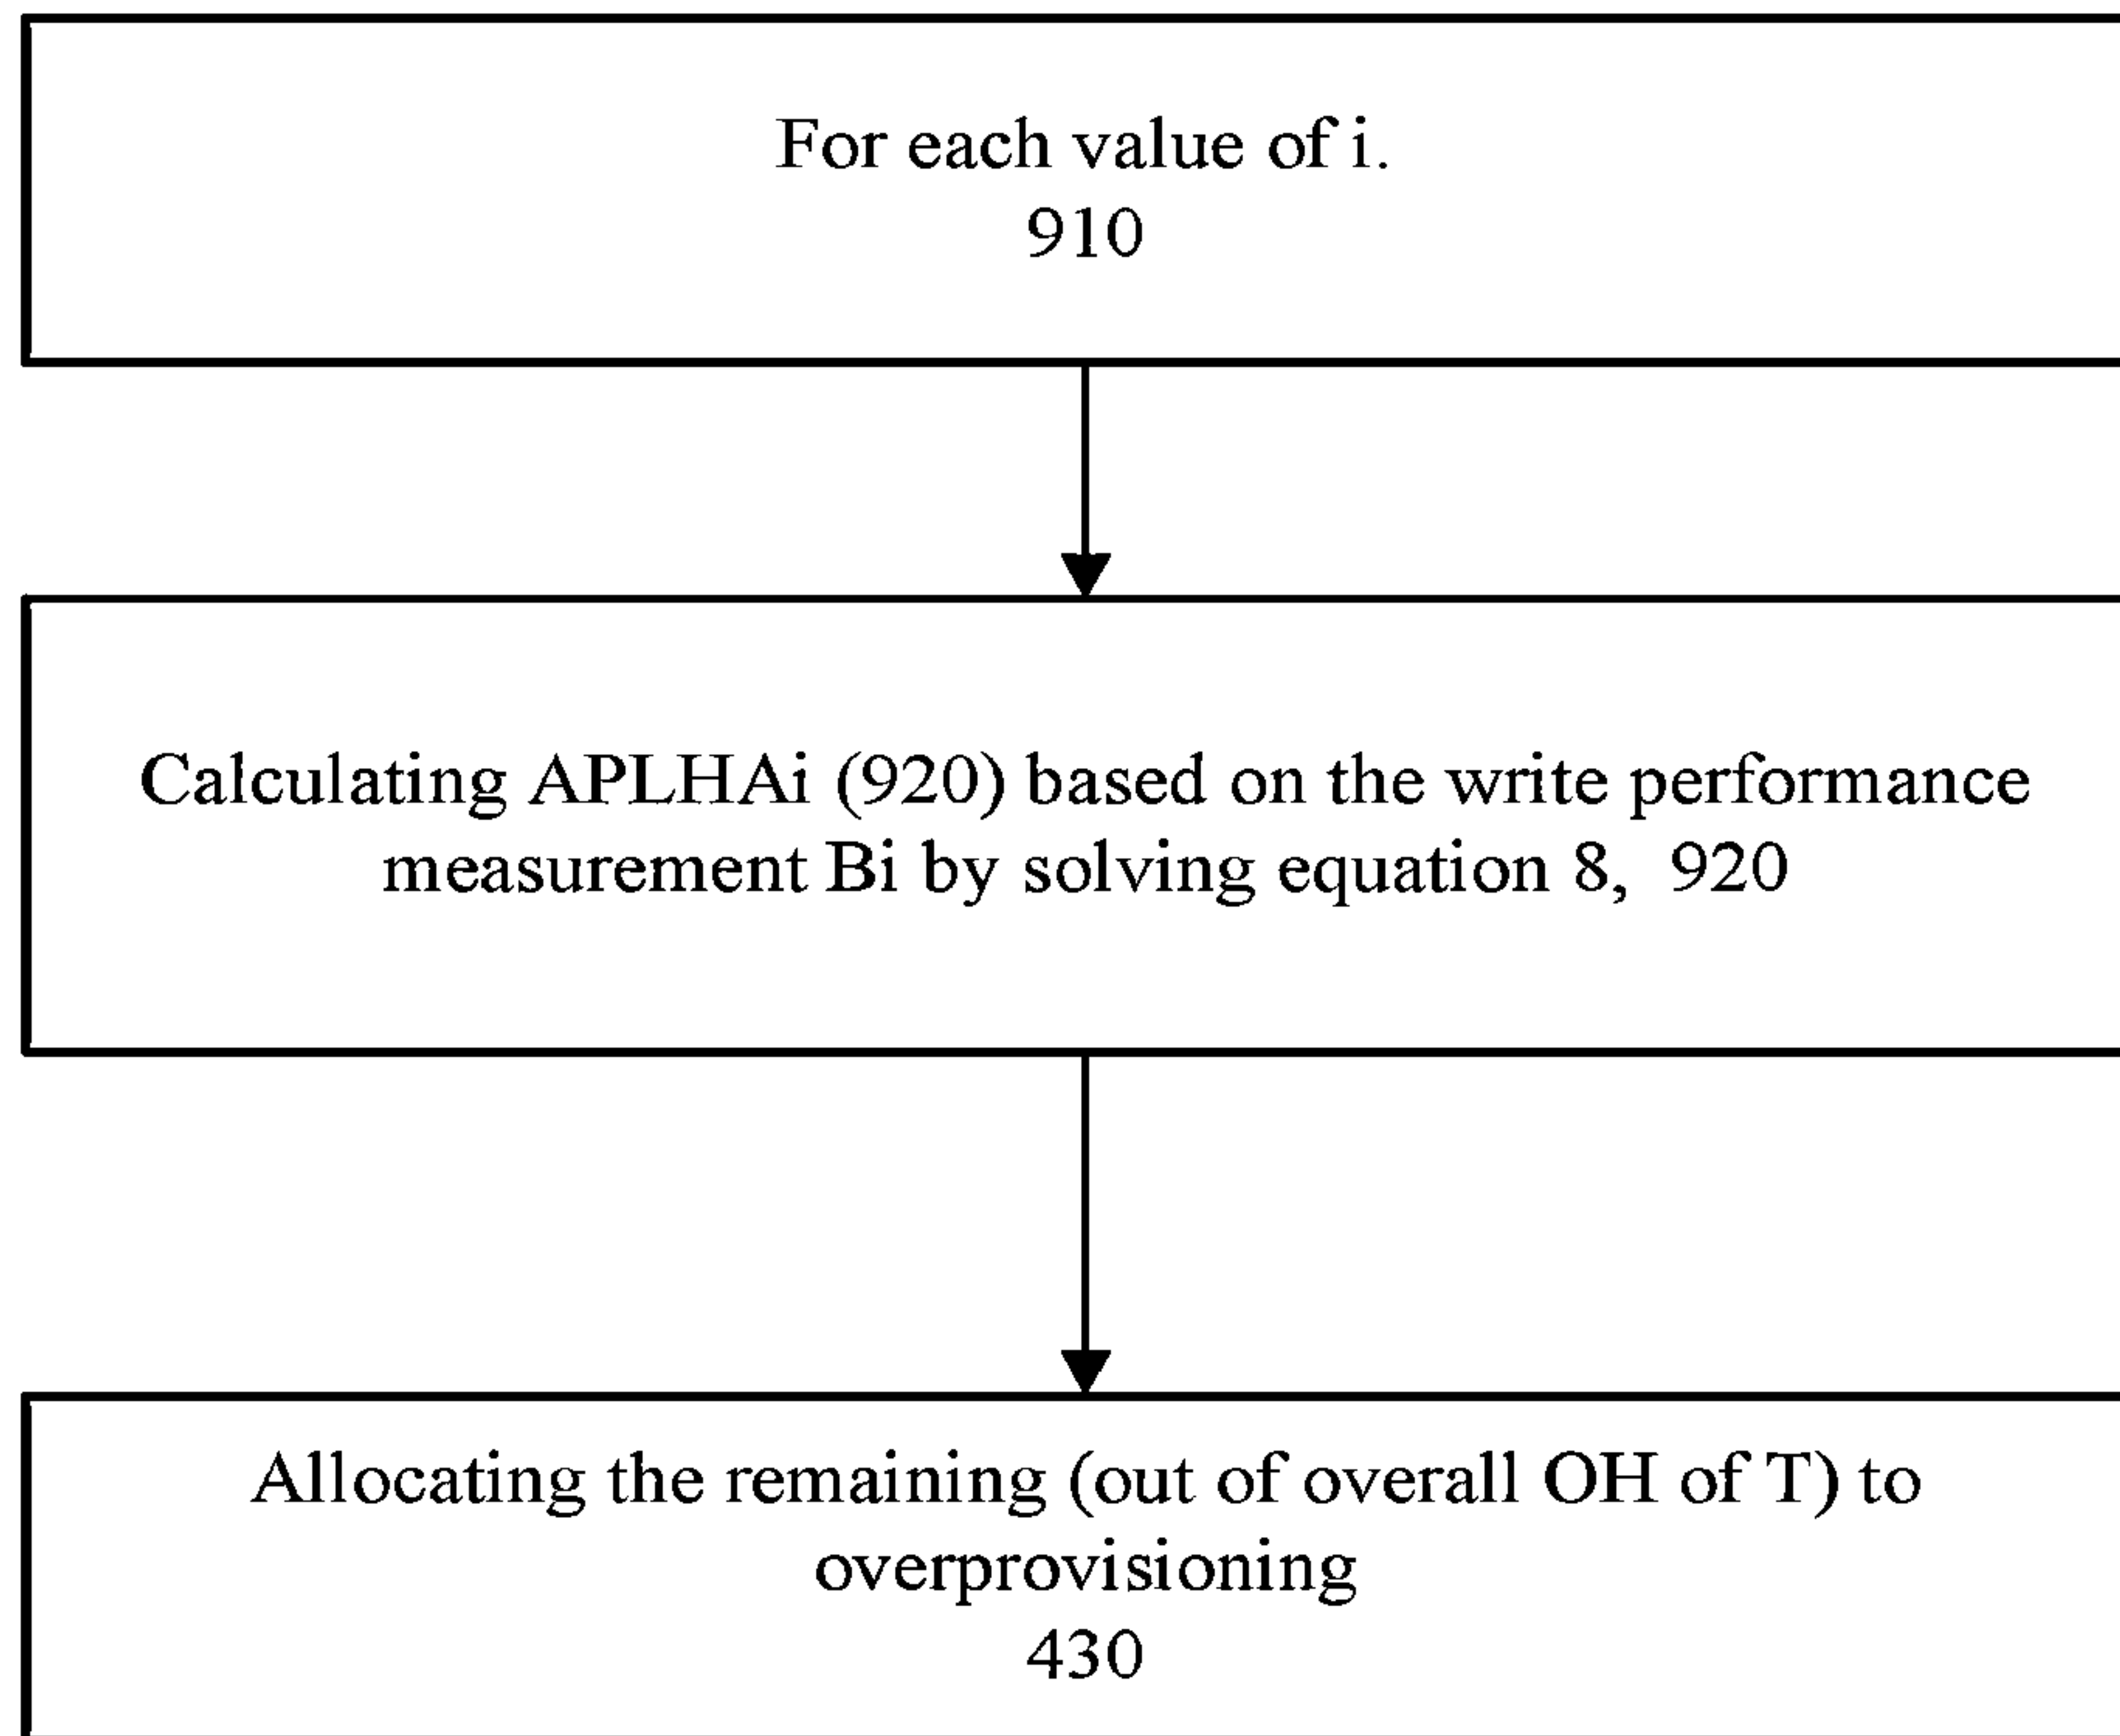 For each value of i.
910
Calculating APLHAi (920) based on the write performance
measurement Bi by solving equation 8, 920
Allocating the remaining (out of overall OH of T) to
overprovisioning
430